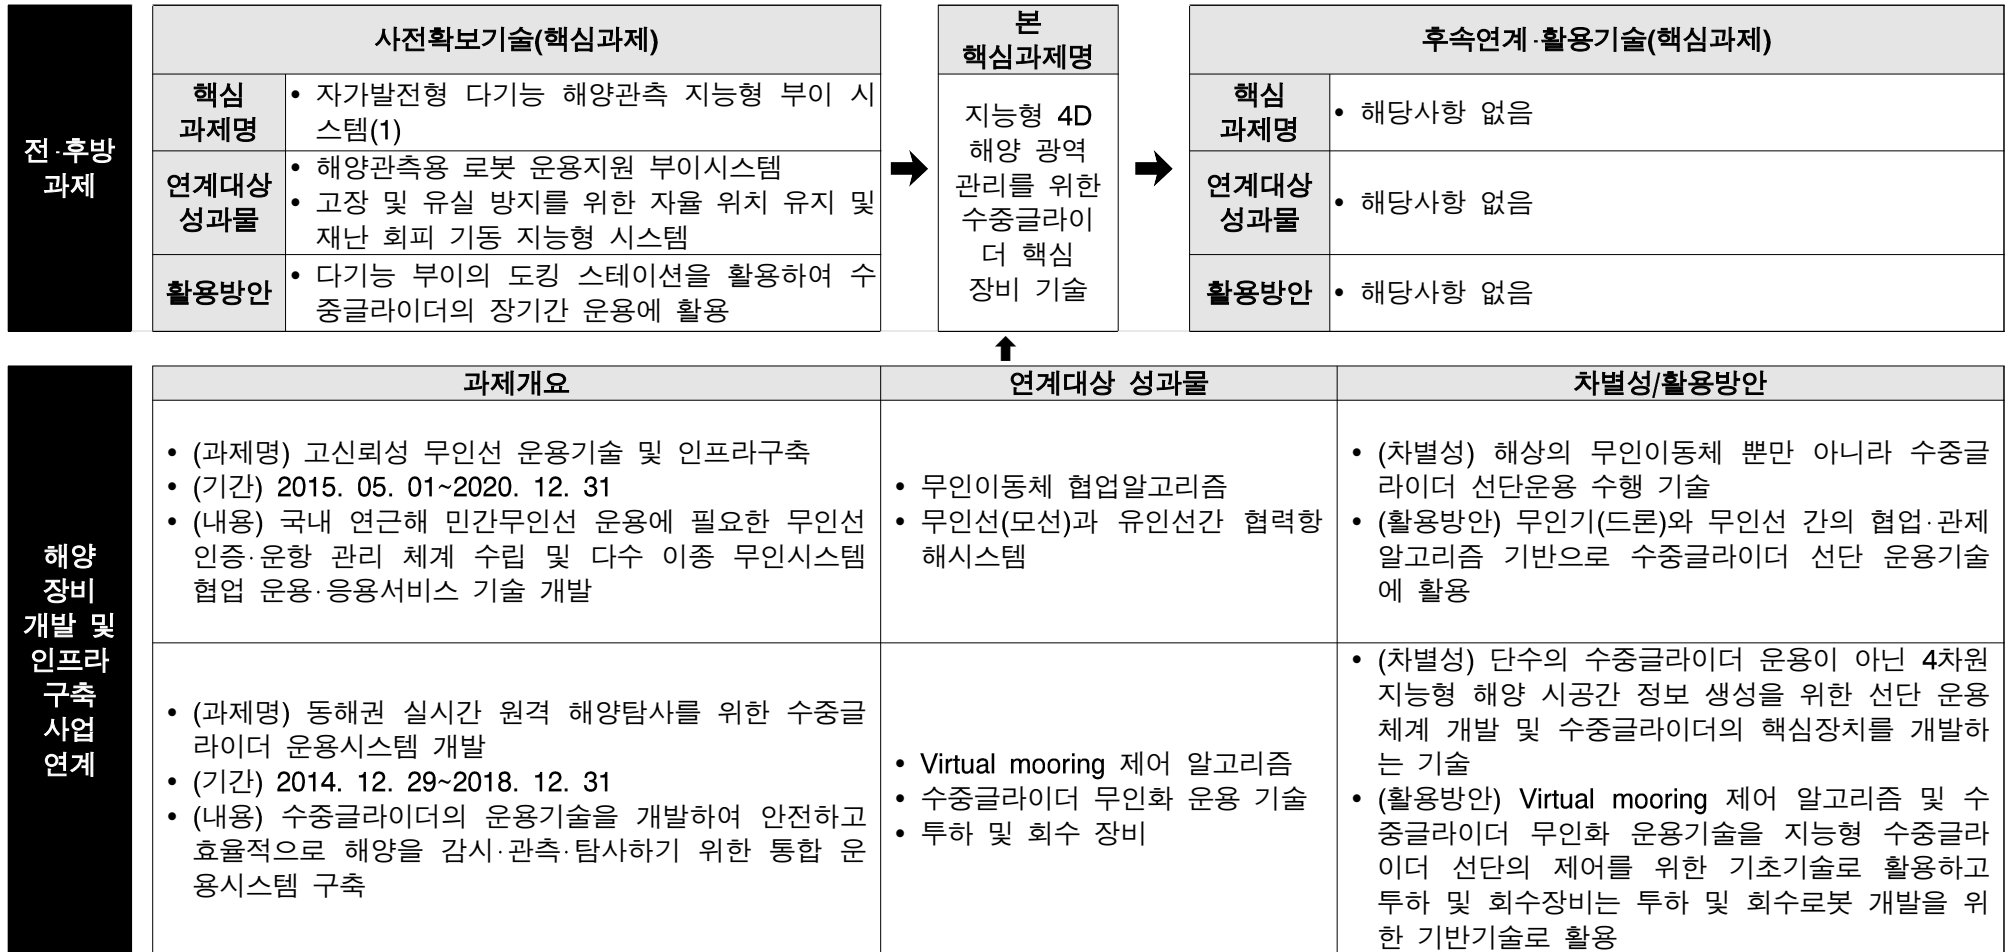 전·후방
과제
사전확보기술(핵심과제)
핵심
과제명
• 자가발전형 다기능 해양관측 지능형 부이 시
스템(1)
연계대상
성과물
• 해양관측용 로봇 운용지원 부이시스템
• 고장 및 유실 방지를 위한 자율 위치 유지 및
재난 회피 기동 지능형 시스템
활용방안
• 다기능 부이의 도킹 스테이션을 활용하여 수
중글라이더의 장기간 운용에 활용
본
핵심과제명
지능형 4D
해양 광역
관리를 위한
수중글라이
더 핵심
장비 기술
후속연계·활용기술(핵심과제)
핵심
과제명
• 해당사항 없음
연계대상
성과물
• 해당사항 없음
활용방안
• 해당사항 없음
해양
장비
개발 및
인프라
구축
사업
연계
과제개요
연계대상 성과물
차별성/활용방안
• (과제명) 고신뢰성 무인선 운용기술 및 인프라구축
• (기간) 2015. 05. 01~2020. 12. 31
• (내용) 국내 연근해 민간무인선 운용에 필요한 무인선
인증·운항 관리 체계 수립 및 다수 이종 무인시스템
협업 운용·응용서비스 기술 개발
• 무인이동체 협업알고리즘
• 무인선(모선)과 유인선간 협력항
해시스템
• (차별성) 해상의 무인이동체 뿐만 아니라 수중글
라이더 선단운용 수행 기술
• (활용방안) 무인기(드론)와 무인선 간의 협업·관제
알고리즘 기반으로 수중글라이더 선단 운용기술
에 활용
• (과제명) 동해권 실시간 원격 해양탐사를 위한 수중글
라이더 운용시스템 개발
• (기간) 2014. 12. 29~2018. 12. 31
• (내용) 수중글라이더의 운용기술을 개발하여 안전하고
효율적으로 해양을 감시·관측·탐사하기 위한 통합 운
용시스템 구축
• Virtual mooring 제어 알고리즘
• 수중글라이더 무인화 운용 기술
• 투하 및 회수 장비
• (차별성) 단수의 수중글라이더 운용이 아닌 4차원
지능형 해양 시공간 정보 생성을 위한 선단 운용
체계 개발 및 수중글라이더의 핵심장치를 개발하
는 기술
• (활용방안) Virtual mooring 제어 알고리즘 및 수
중글라이더 무인화 운용기술을 지능형 수중글라
이더 선단의 제어를 위한 기초기술로 활용하고
투하 및 회수장비는 투하 및 회수로봇 개발을 위
한 기반기술로 활용